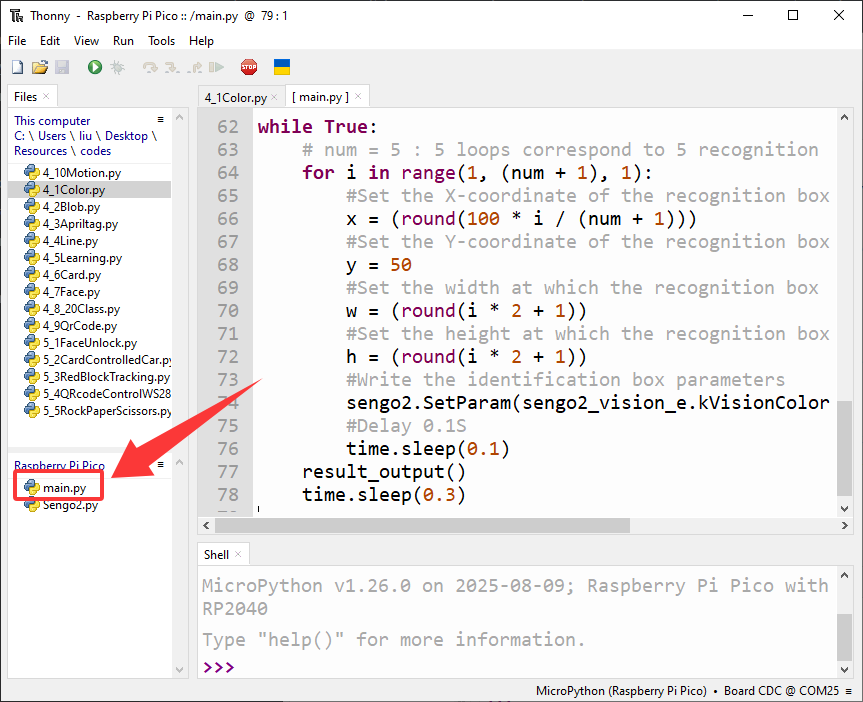 Thonny - Raspberry Pi Pico :: /main.py @ 79 : 1
File Edit View Run Tools Help
STOP
Files
This computer
C: \ Users \ liu \ Desktop \
Resources \ codes
4_10Motion.py
4_1Color.py
4_2Blob.py
4_3Apriltag.py
4_4Line.py
4_5Learning.py
4_6Card.py
4_7Face.py
4_8_20Class.py
4_9QrCode.py
5_1FaceUnlock.py
5_2CardControlledCar.py
5_3RedBlockTracking.py
5_4QRcodeControlWS28
5_5RockPaperScissors.py
Raspberry Pi Pico
main.py
Sengo2.py
4_1Color.py [ main.py ]
62 while True:
63 # num = 5 : 5 loops correspond to 5 recognition
64 for i in range(1, (num + 1), 1):
65 #Set the X-coordinate of the recognition box
66 x = (round(100 * i / (num + 1)))
67 #Set the Y-coordinate of the recognition box
68 y = 50
69 #Set the width at which the recognition box
70 w = (round(i * 2 + 1))
71 #Set the height at which the recognition box
72 h = (round(i * 2 + 1))
73 #Write the identification box parameters
74 sengo2.SetParam(sengo2_vision_e.kVisionColor
75 #Delay 0.1S
76 time.sleep(0.1)
77 result_output()
78 time.sleep(0.3)
Shell
MicroPython v1.26.0 on 2025-08-09; Raspberry Pi Pico with
RP2040
Type "help()" for more information.
>>>
MicroPython (Raspberry Pi Pico) • Board CDC @ COM25